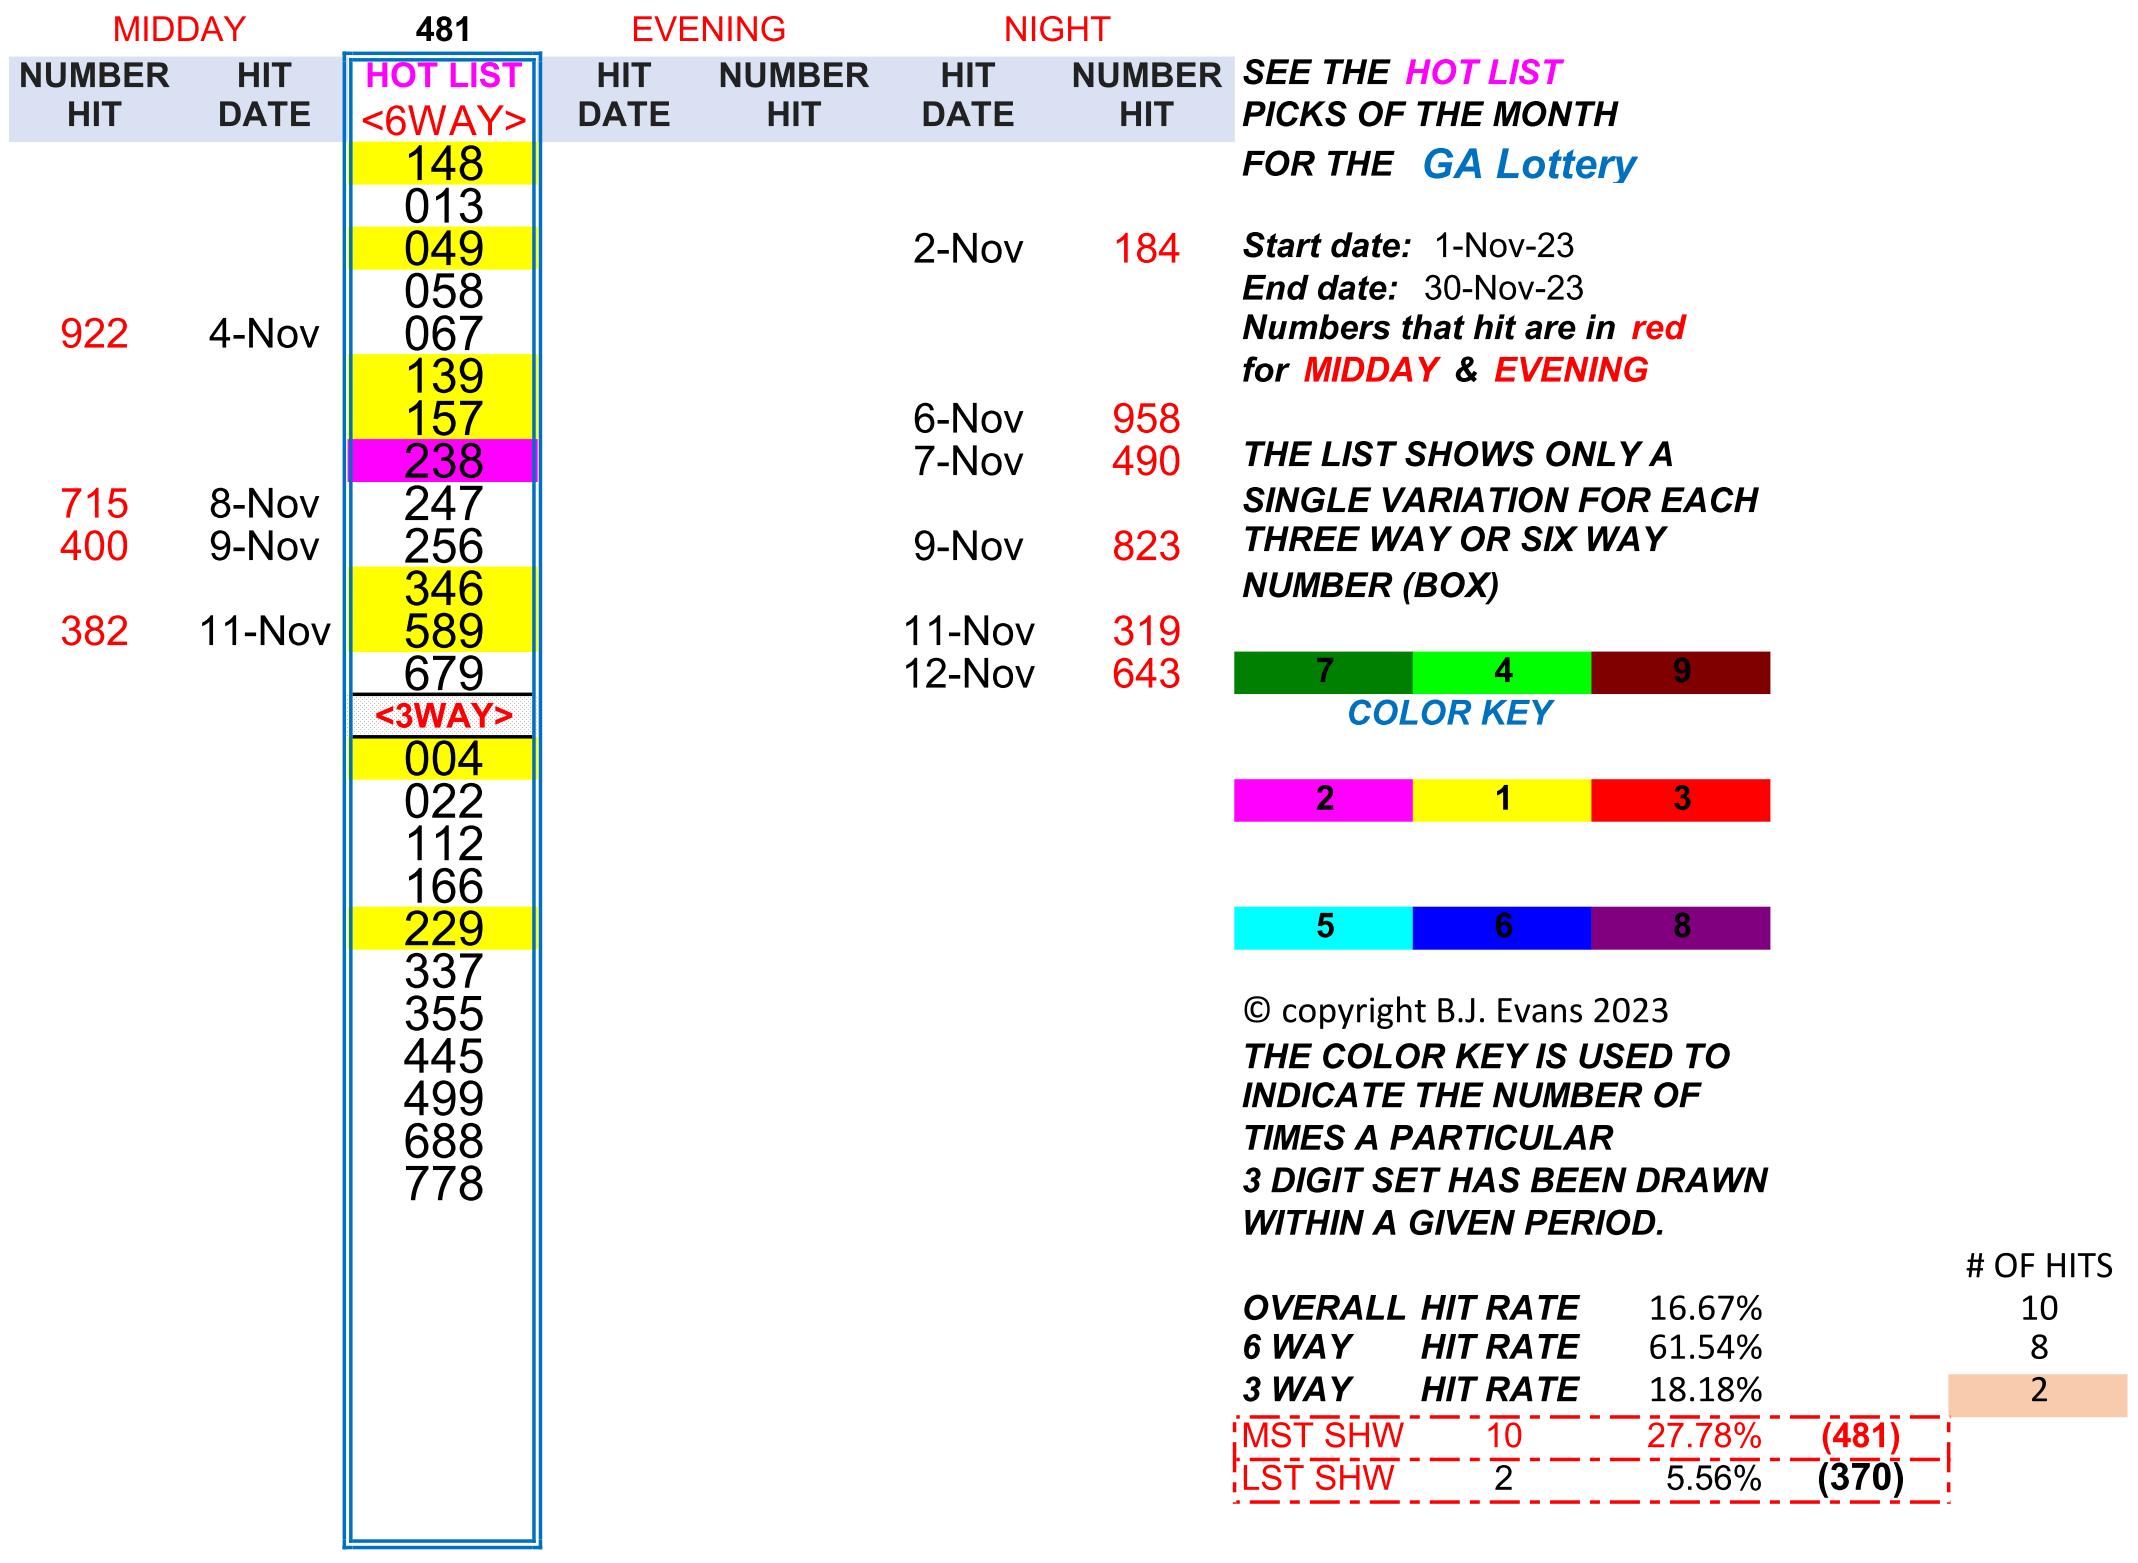 MIDDAY 481 EVENING NIGHT
NUMBER HIT HOT LIST HIT NUMBER HIT NUMBER SEE THE HOT LIST
HIT DATE <6WAY> DATE HIT DATE HIT PICKS OF THE MONTH
148 FOR THE GA Lottery
013
049 2-Nov 184 Start date: 1-Nov-23
058 End date: 30-Nov-23
922 4-Nov 067 Numbers that hit are in red
139 for MIDDAY & EVENING
157 6-Nov 958
238 7-Nov 490 THE LIST SHOWS ONLY A
715 8-Nov 247 SINGLE VARIATION FOR EACH
400 9-Nov 256 9-Nov 823 THREE WAY OR SIX WAY
346 NUMBER (BOX)
382 11-Nov 589 11-Nov 319
679 12-Nov 643 7 4 9
<3WAY> COLOR KEY
004
022 2 1 3
112
166
229 5 6 8
337
355 © copyright B.J. Evans 2023
445 THE COLOR KEY IS USED TO
499 INDICATE THE NUMBER OF
688 TIMES A PARTICULAR
778 3 DIGIT SET HAS BEEN DRAWN
WITHIN A GIVEN PERIOD.
# OF HITS
OVERALL HIT RATE 16.67% 10
6 WAY HIT RATE 61.54% 8
3 WAY HIT RATE 18.18% 2
MST SHW 10 27.78% (481)
LST SHW 2 5.56% (370)